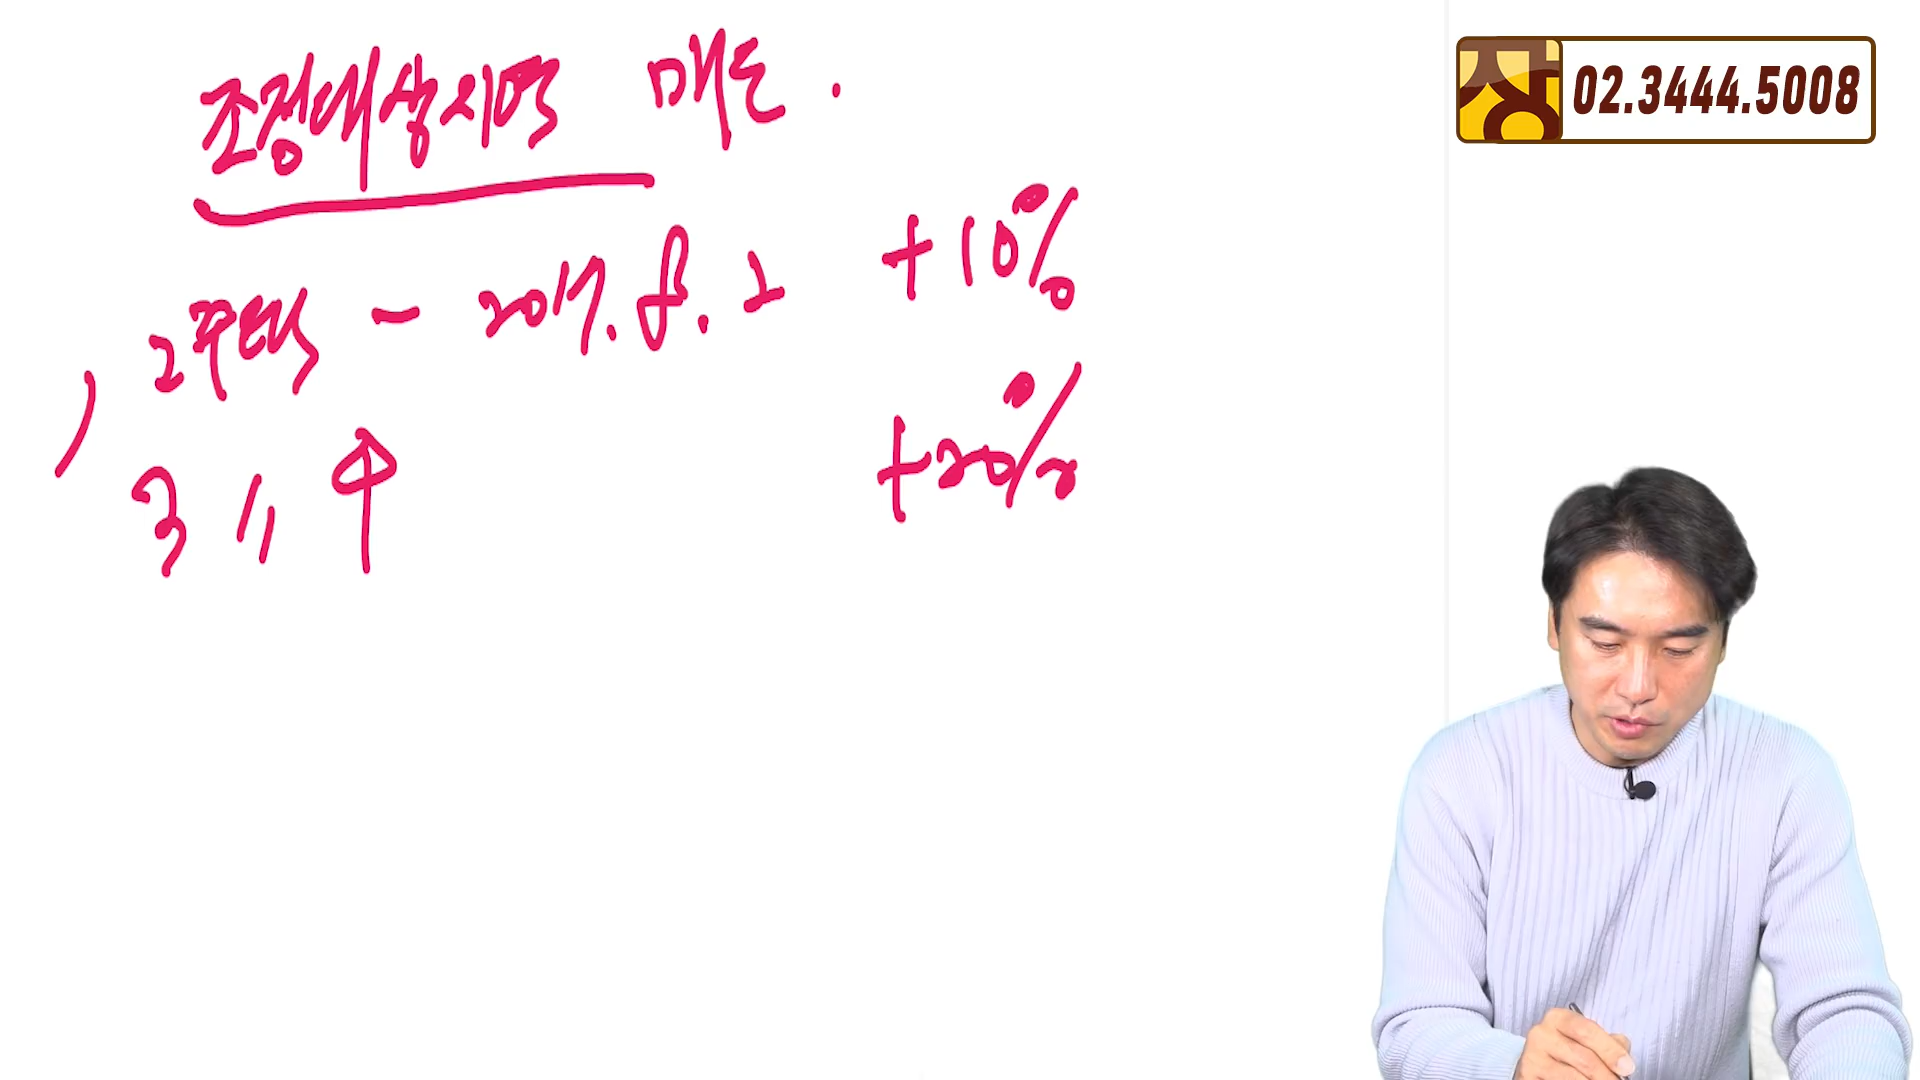 조정대상지역 매도.
2주택 - 2017. 8. 2 +10%
3 〃 ↑ +20%
장 02.3444.5008